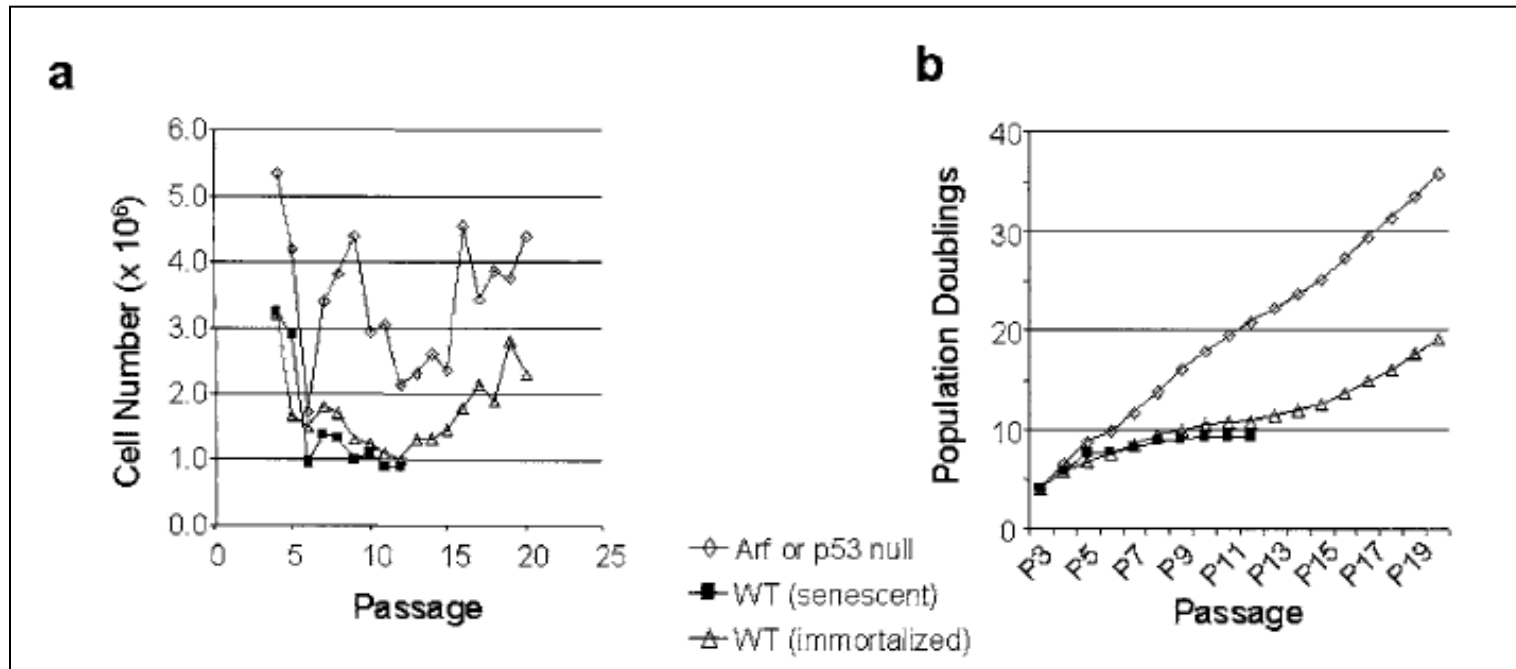 a
6.0
5.0
4.0
3.0
2.0
1.0
0.0
Cell Number (x 10⁶)
0 5 10 15 20 25
Passage
b
40
30
20
10
0
Population Doublings
P3 P5 P7 P9 P11 P13 P15 P17 P19
Passage
Arf or p53 null
WT (senescent)
WT (immortalized)